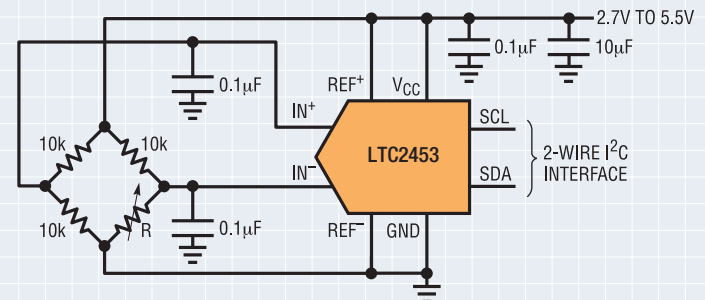 2.7V TO 5.5V
0.1µF
10µF
0.1µF
REF+
VCC
IN+
SCL
10k
10k
LTC2453
2-WIRE I2C
INTERFACE
IN−
SDA
10k
R
0.1µF
REF−
GND